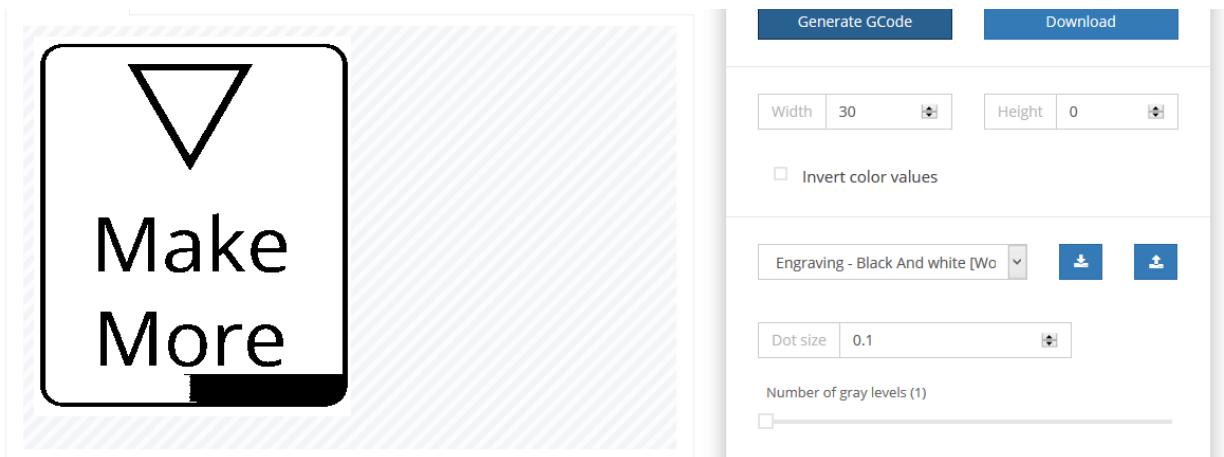 Make
More
Generate GCode
Download
Width 30
Height 0
Invert color values
Engraving - Black And white [Wo
Dot size 0.1
Number of gray levels (1)